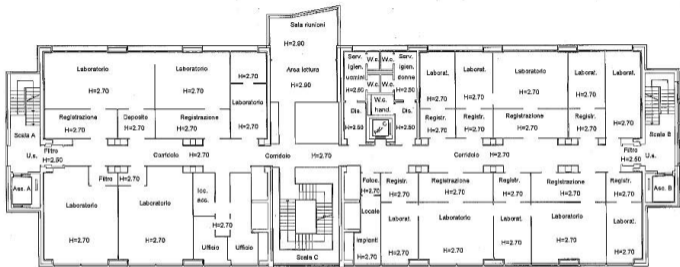 Sala riunioni
H=2.90
Area lettura
H=2.90
Laboratorio
H=2.70
Laboratorio
H=2.70
H=2.70
Laboratorio
H=2.70
Serv.
igien.
uomini
H=2.50
W.c.
W.c.
W.c.
W.c.
Serv.
igien.
donne
H=2.50
W.c.
hand.
Dis.
H=2.50
Dis.
H=2.50
Laborat.
H=2.70
Laborat.
H=2.70
Laboratorio
H=2.70
Laborat.
H=2.70
Laborat.
H=2.70
Registrazione
H=2.70
Deposito
H=2.70
Registrazione
H=2.70
Registr.
H=2.70
Registr.
H=2.70
Registrazione
H=2.70
Registr.
H=2.70
Scala A
U.s.
Filtro
H=2.50
Corridoio H=2.70
Corridoio H=2.70
Corridoio H=2.70
Filtro
H=2.50
Scala B
U.s.
Asc. A
Asc. B
Filtro H=2.70
Laboratorio
H=2.70
Laboratorio
H=2.70
H=2.70
Ufficio
Ufficio
Scala C
Fotoc.
H=2.70
Locale
impianti
H=2.70
Registr.
H=2.70
Registrazione
H=2.70
Registr.
H=2.70
Registrazione
H=2.70
Registr.
H=2.70
Laborat.
H=2.70
Laboratorio
H=2.70
Laborat.
H=2.70
Laboratorio
H=2.70
Laborat.
H=2.70